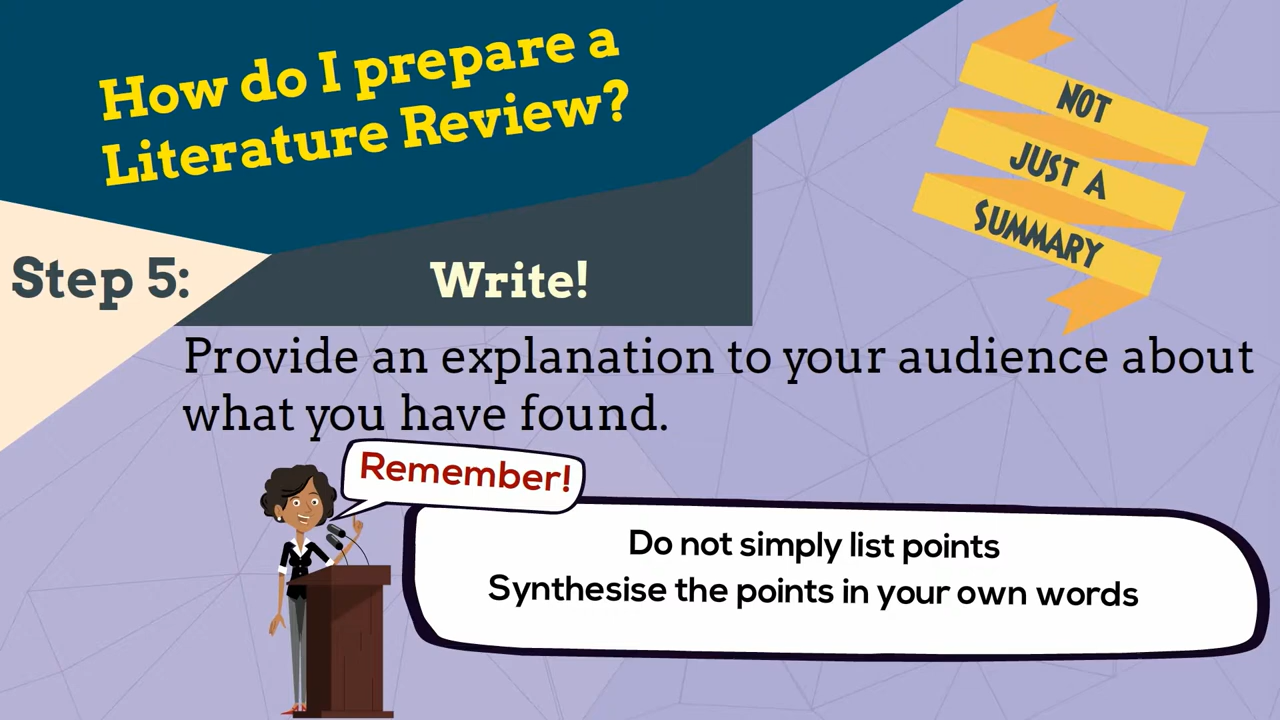 How do I prepare a
Literature Review?
NOT
JUST A
SUMMARY
Step 5:
Write!
Provide an explanation to your audience about
what you have found.
Remember!
Do not simply list points
Synthesise the points in your own words